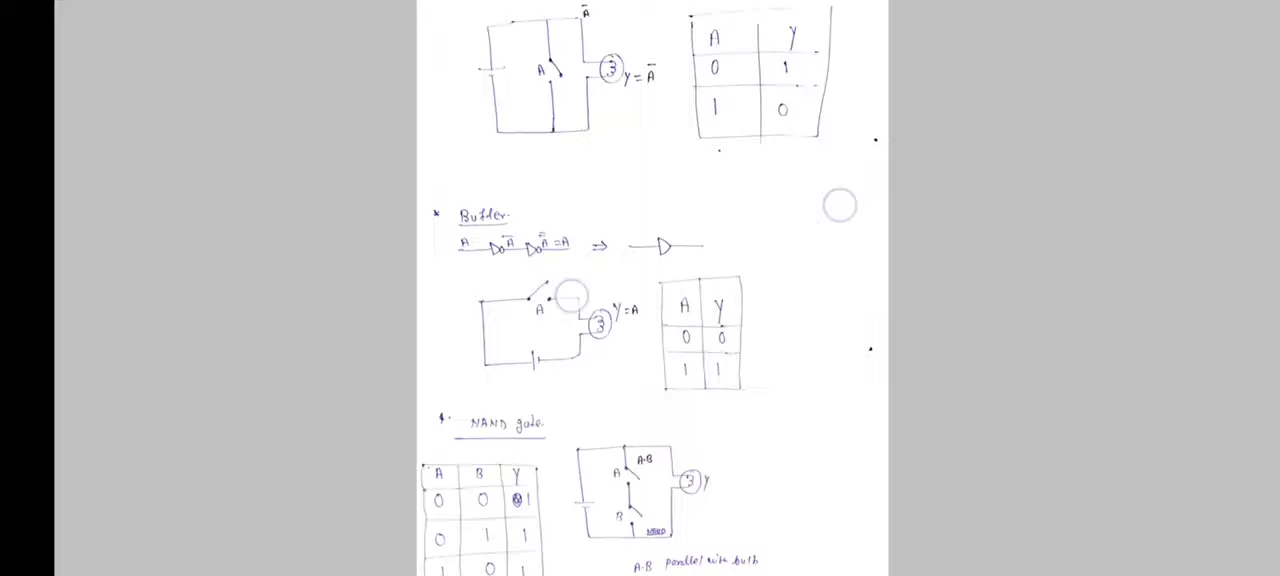 Ā
A
Y = Ā
A Y
0 1
1 0
* Buffer.
A Ā A̿ = A ⇒
A
Y = A
A Y
0 0
1 1
* NAND gate.
A B Y
0 0 1
0 1 1
1 0 1
A·B
A
B
Y
NAND
A·B parallel with bulb